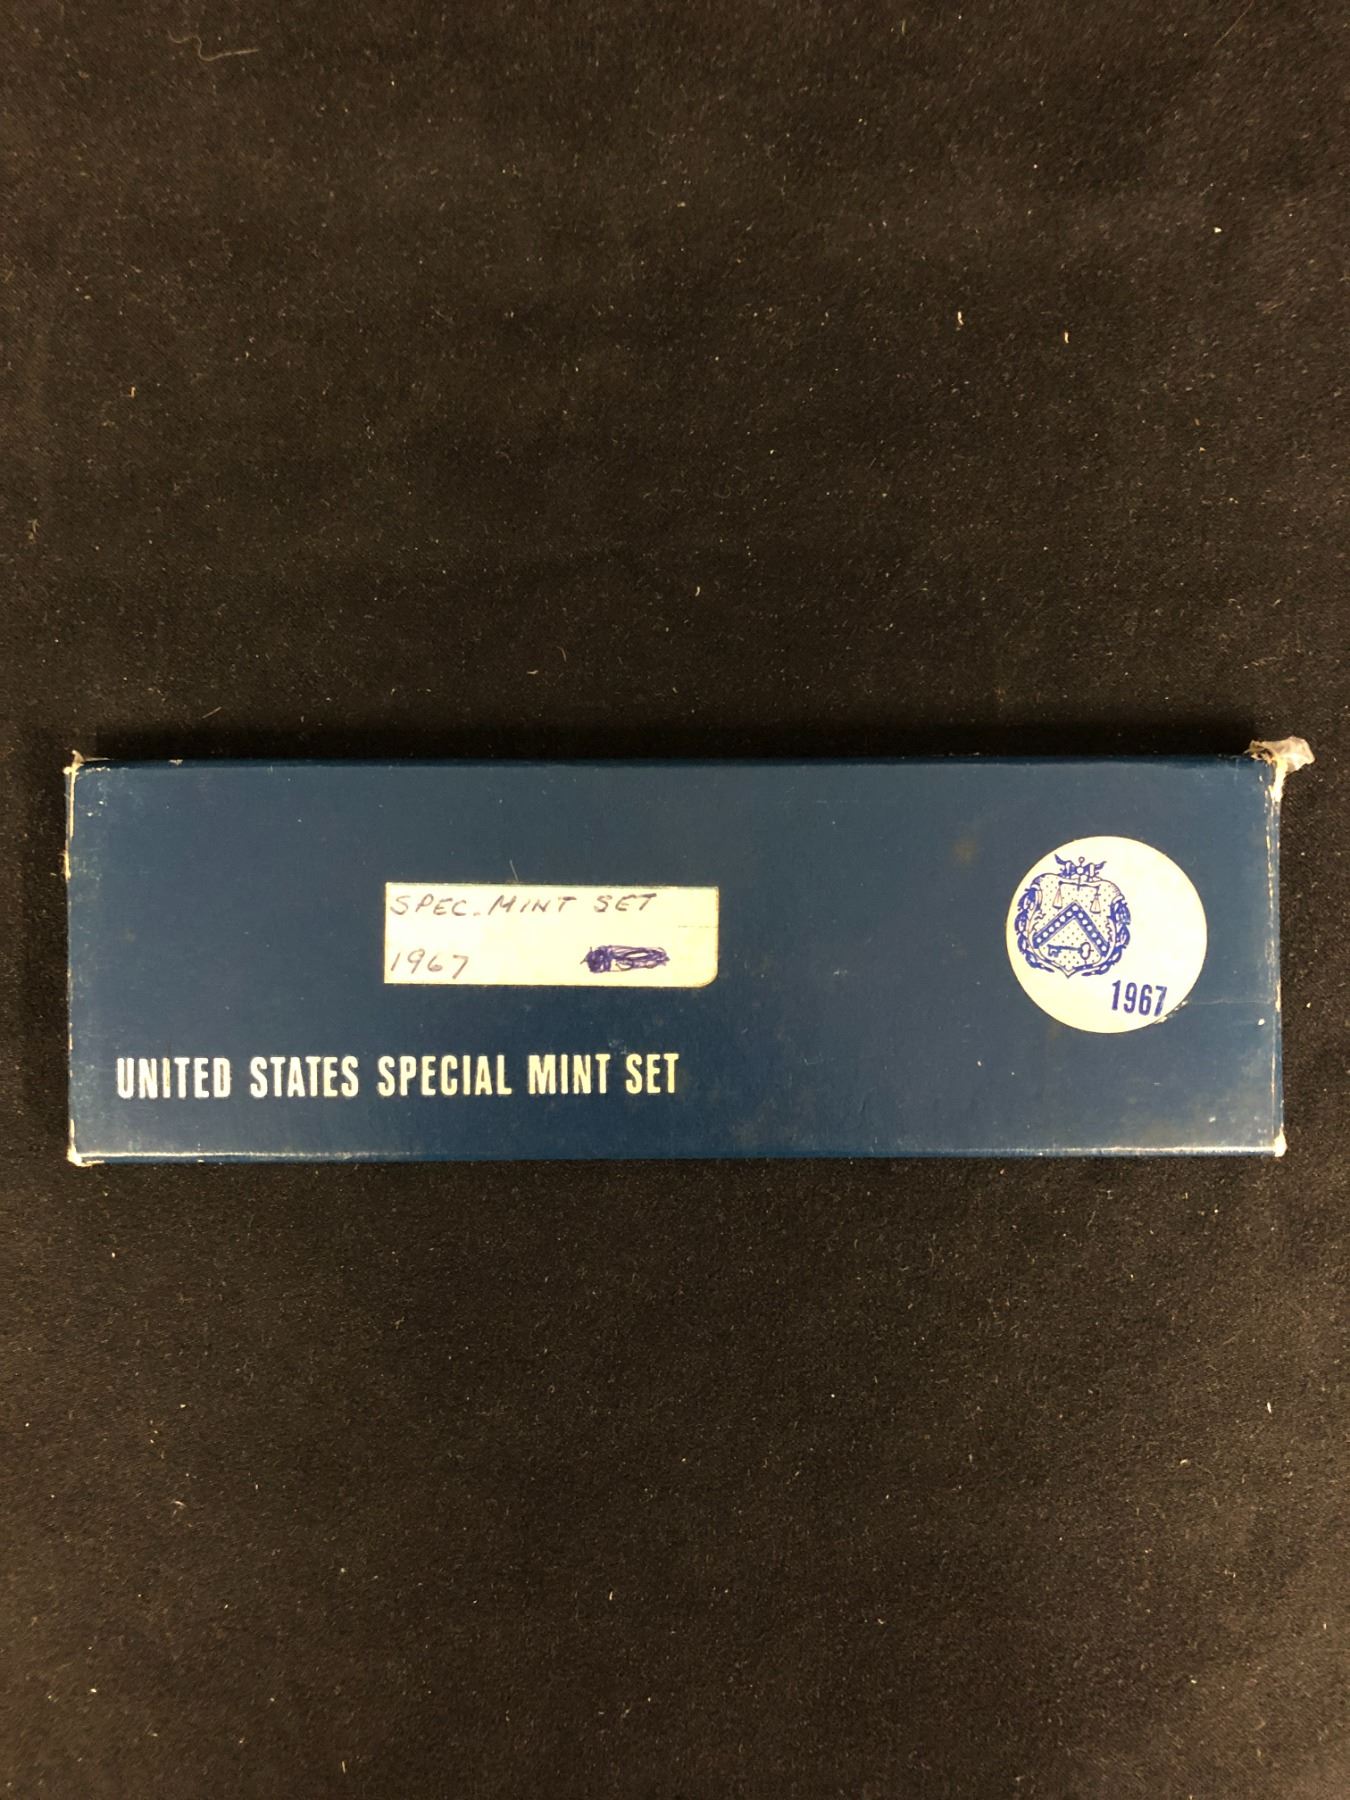 SPEC. MINT SET
1967
1967
UNITED STATES SPECIAL MINT SET